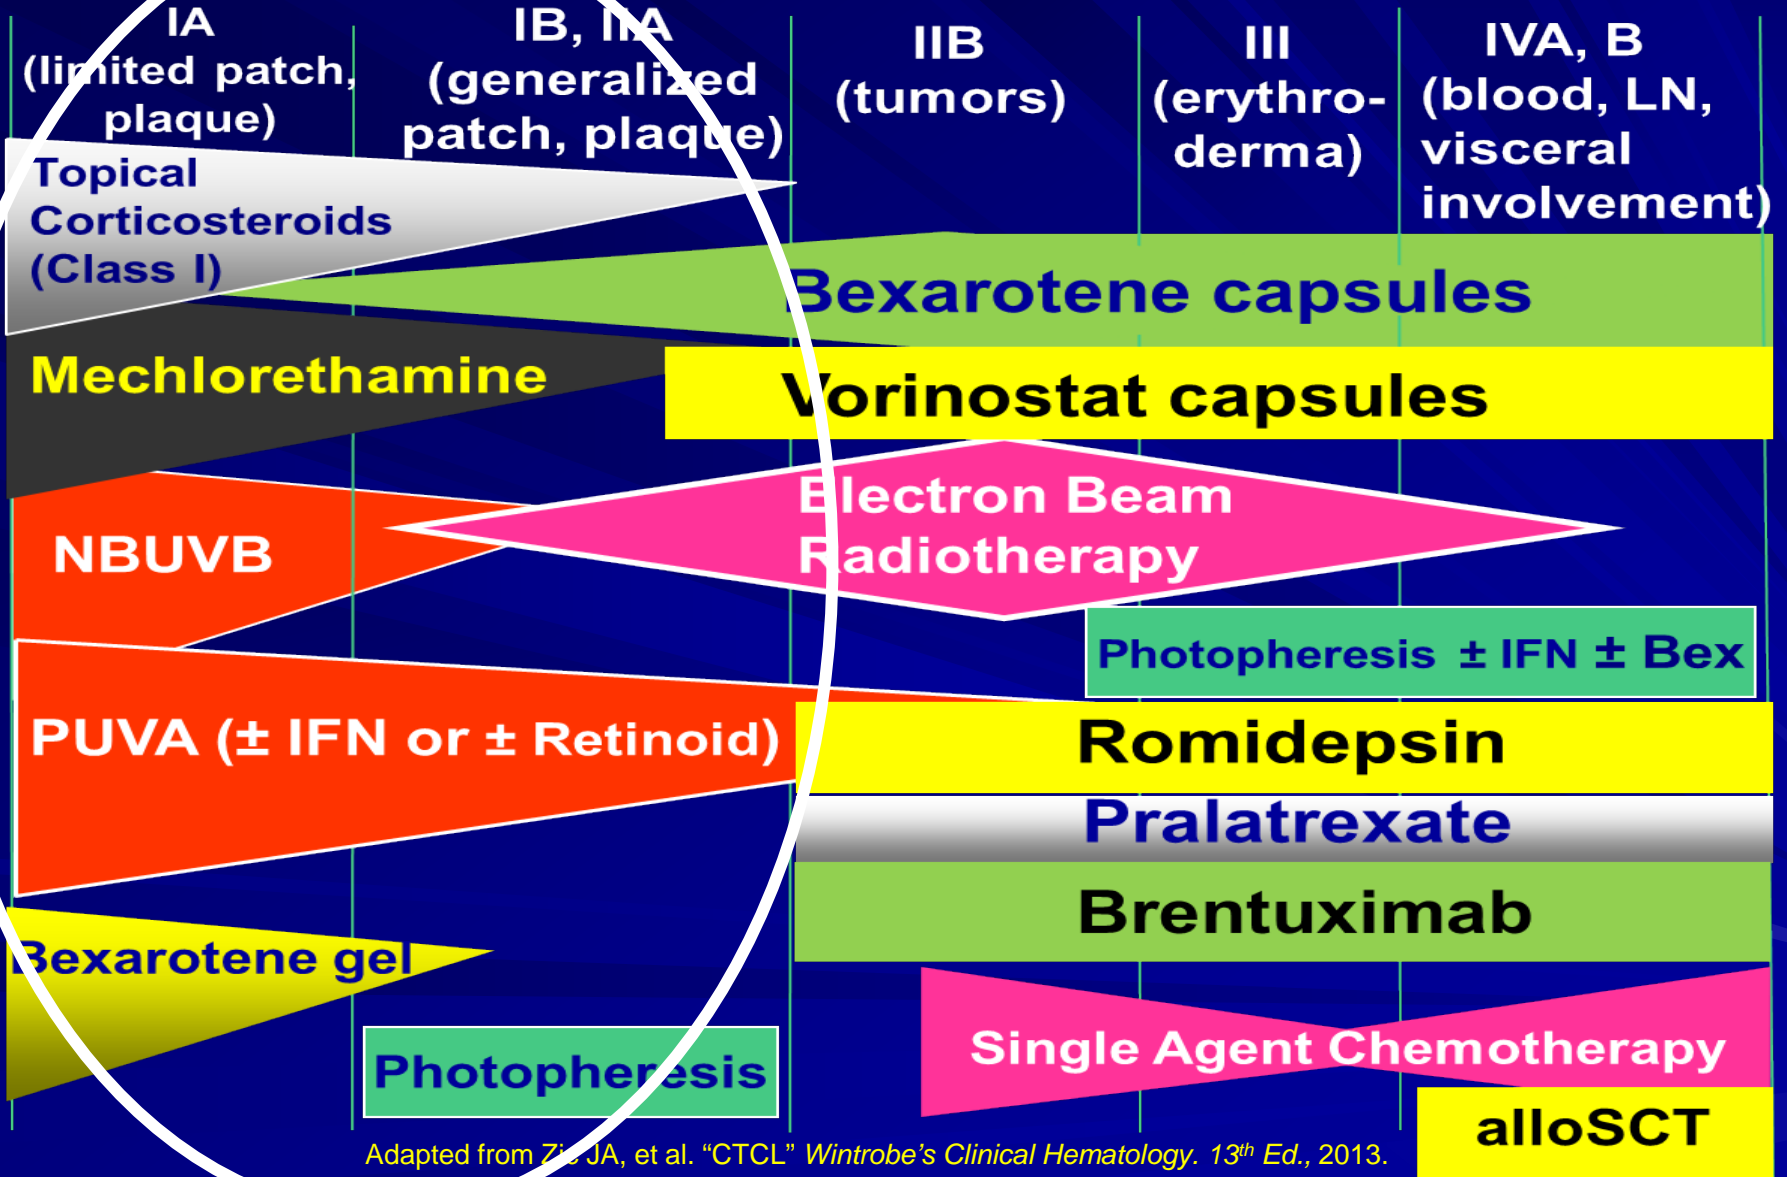 IA
(limited patch,
plaque)
IB, IIA
(generalized
patch, plaque)
IIB
(tumors)
III
(erythro-
derma)
IVA, B
(blood, LN,
visceral
involvement)
Topical
Corticosteroids
(Class I)
Bexarotene capsules
Mechlorethamine
Vorinostat capsules
Electron Beam
Radiotherapy
NBUVB
Photopheresis ± IFN ± Bex
PUVA (± IFN or ± Retinoid)
Romidepsin
Pralatrexate
Brentuximab
Bexarotene gel
Single Agent Chemotherapy
Photopheresis
alloSCT
Adapted from Zic JA, et al. “CTCL” Wintrobe’s Clinical Hematology. 13th Ed., 2013.